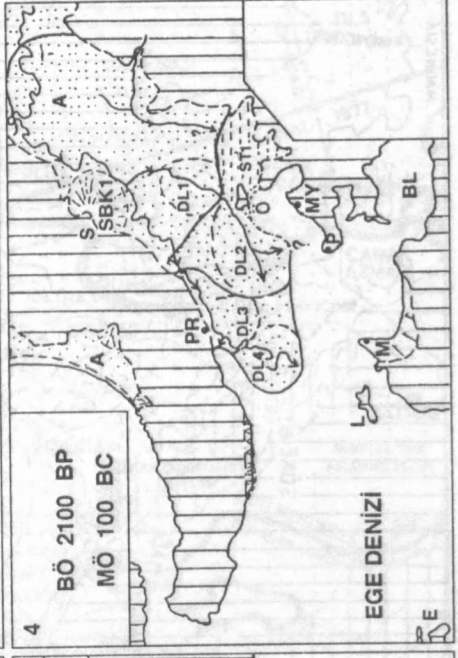 4
BÖ 2100 BP
MÖ 100 BC
A
A
S
SBK1
PR
DL1
DL2
DL3
DL4
ST1
O
MY
P
?
L
M
BL
EGE DENİZİ
E